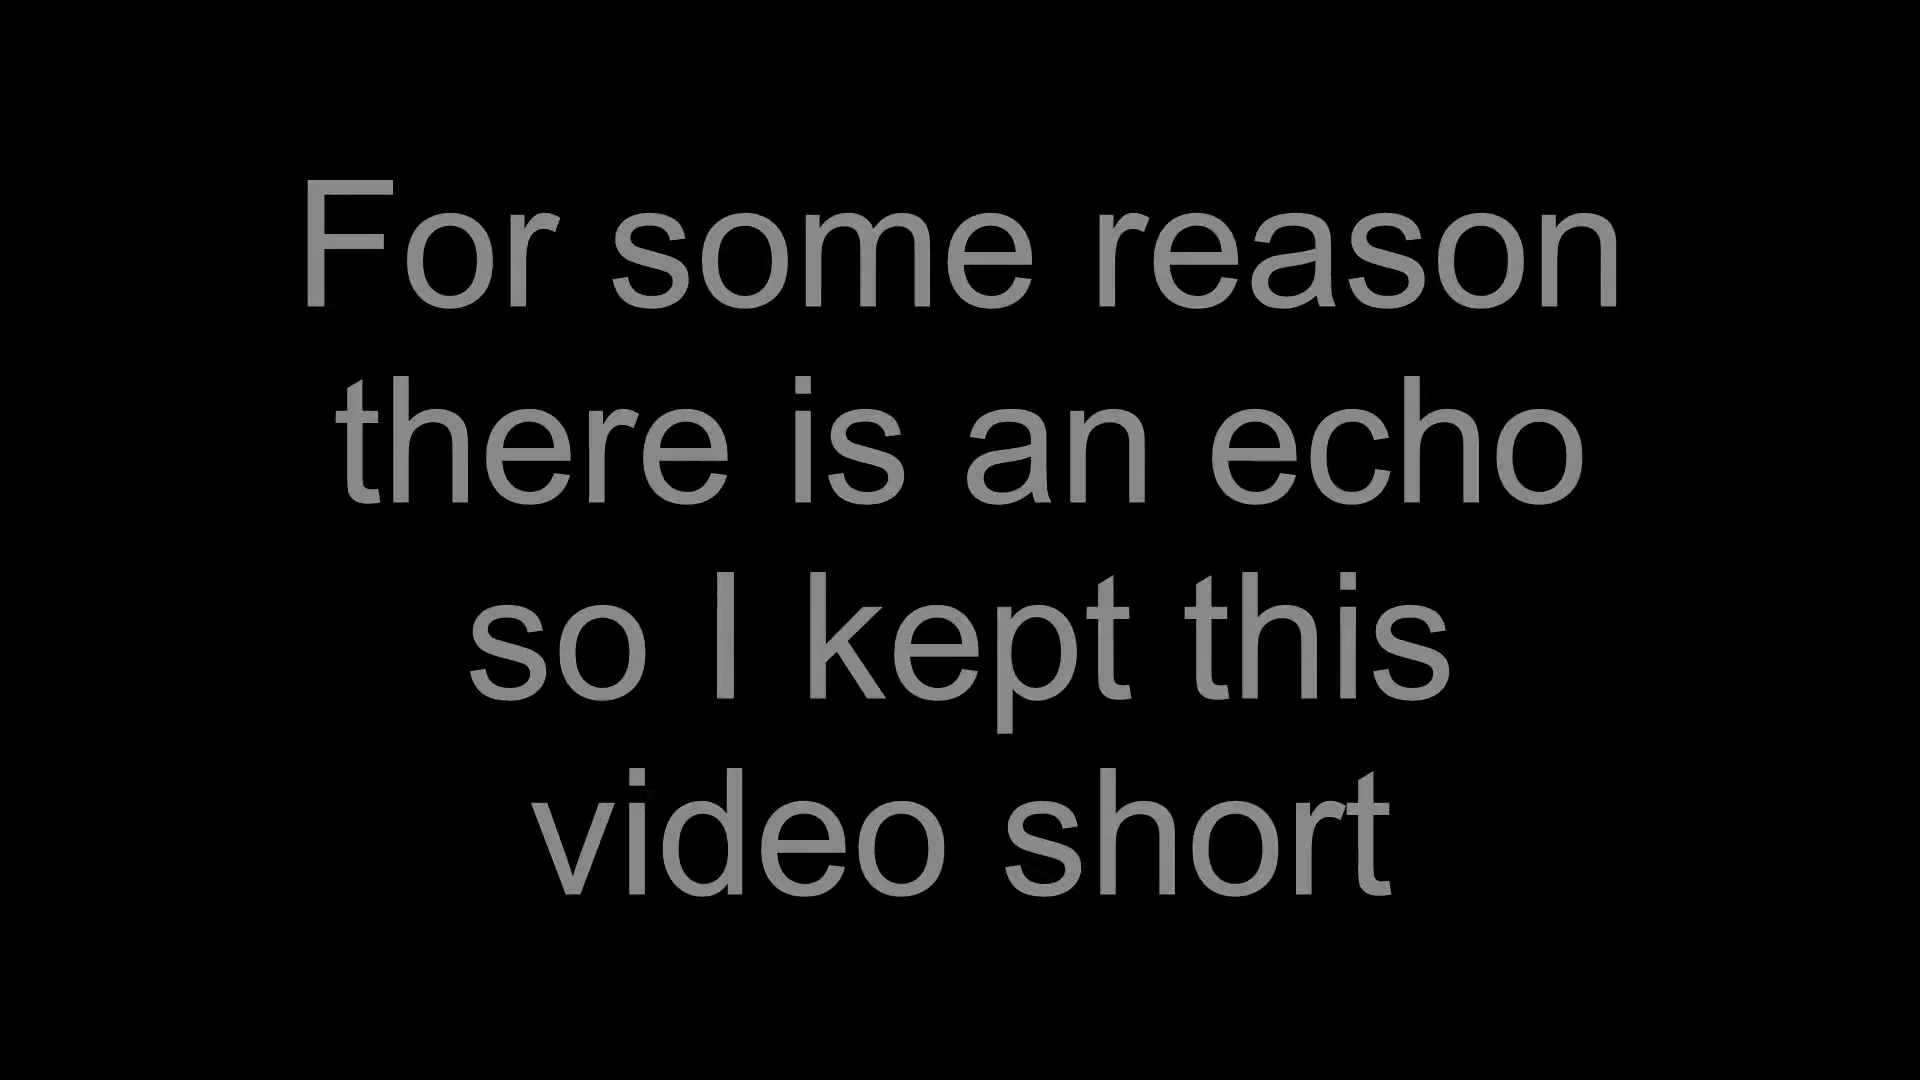 For some reason
there is an echo
so I kept this
video short